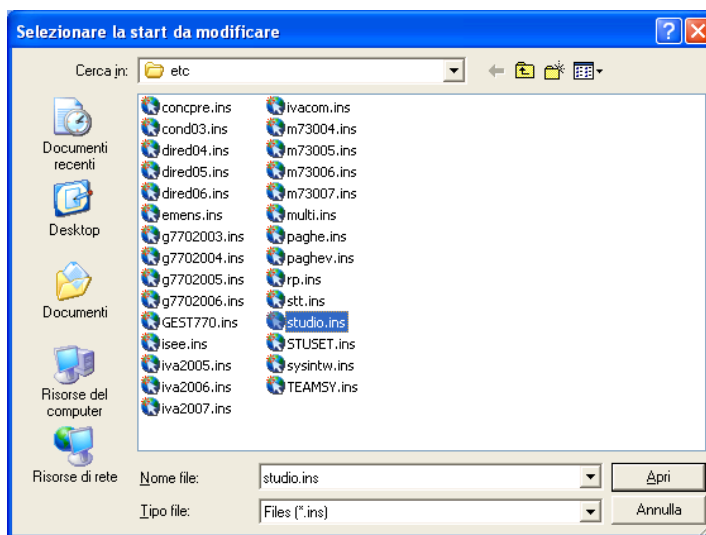 Selezionare la start da modificare
Cerca in: etc
Documenti recenti
Desktop
Documenti
Risorse del computer
Risorse di rete
concpre.ins
cond03.ins
dired04.ins
dired05.ins
dired06.ins
emens.ins
g7702003.ins
g7702004.ins
g7702005.ins
g7702006.ins
GEST770.ins
isee.ins
iva2005.ins
iva2006.ins
iva2007.ins
ivacom.ins
m73004.ins
m73005.ins
m73006.ins
m73007.ins
multi.ins
paghe.ins
paghev.ins
rp.ins
stt.ins
studio.ins
STUSET.ins
sysintw.ins
TEAMSY.ins
Nome file: studio.ins Apri
Tipo file: Files (*.ins) Annulla